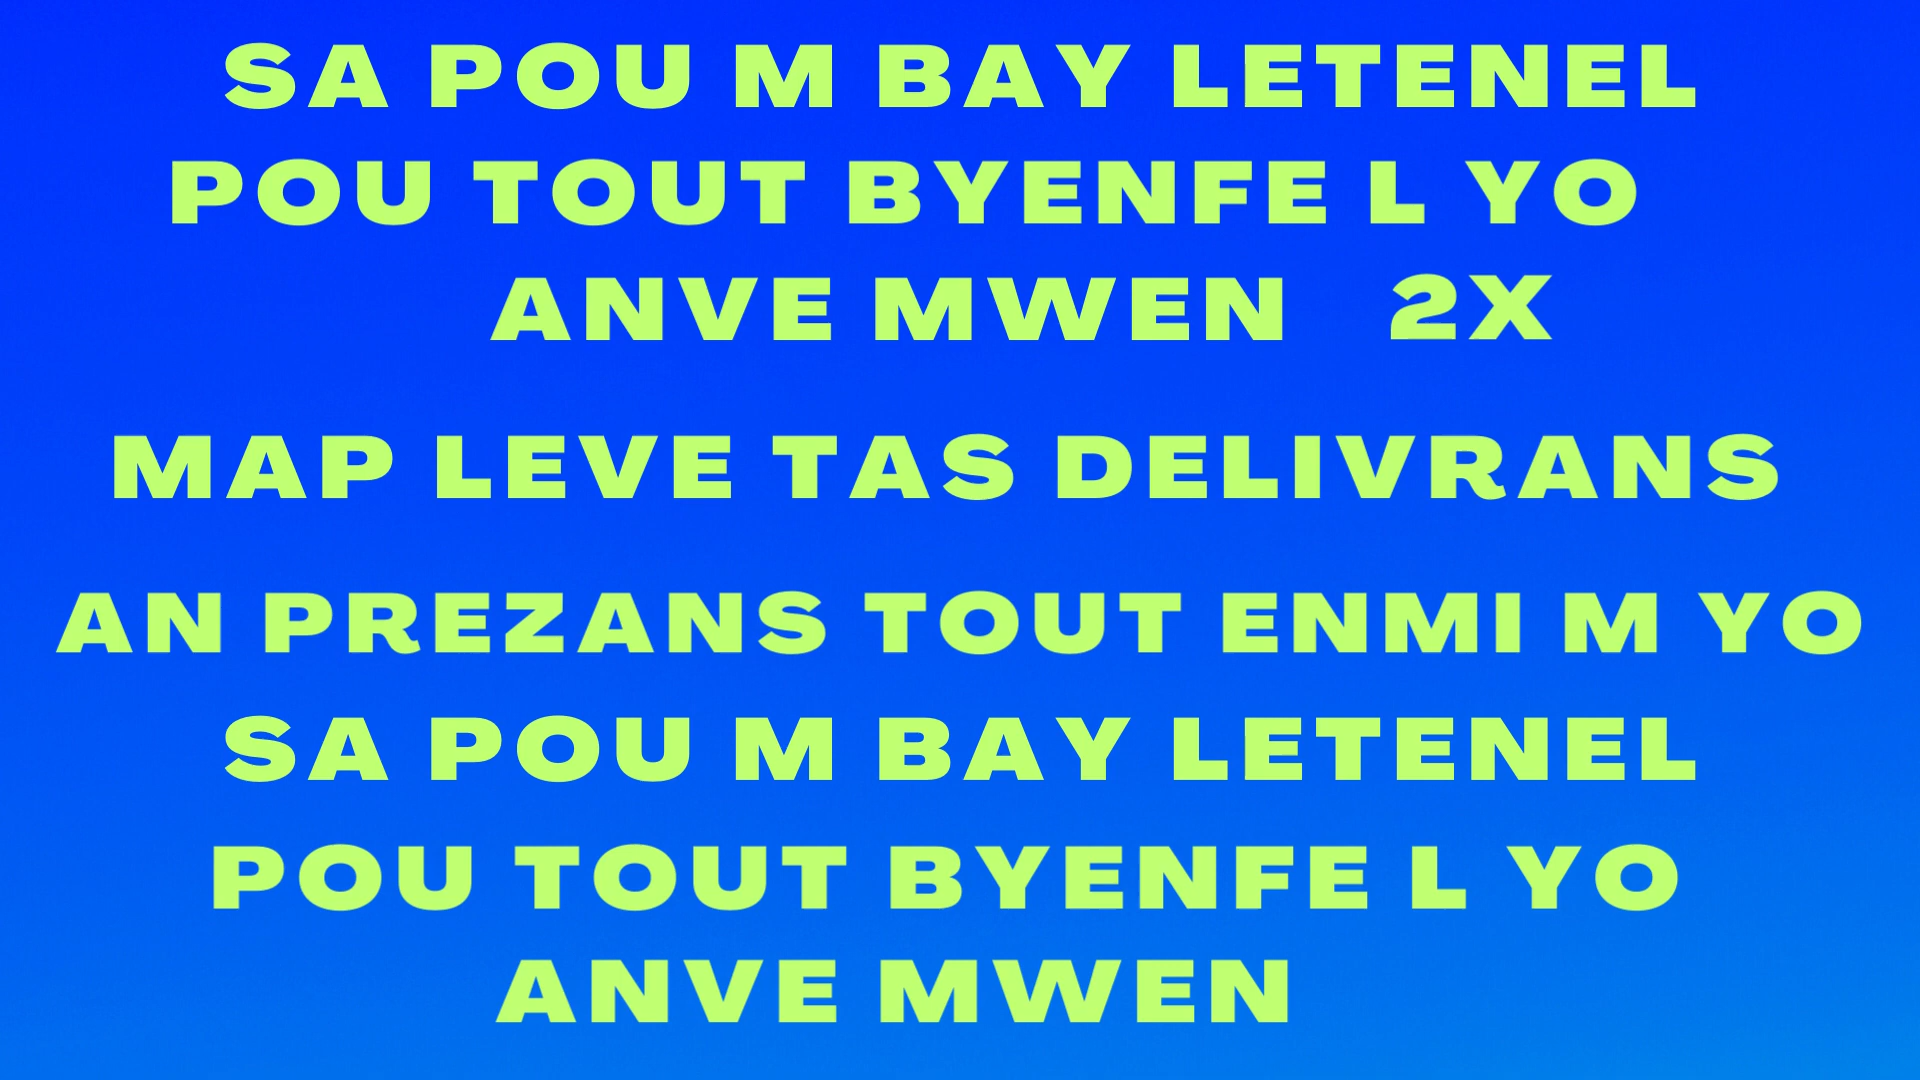 SA POU M BAY LETENEL
POU TOUT BYENFE L YO
ANVE MWEN 2X
MAP LEVE TAS DELIVRANS
AN PREZANS TOUT ENMI M YO
SA POU M BAY LETENEL
POU TOUT BYENFE L YO
ANVE MWEN